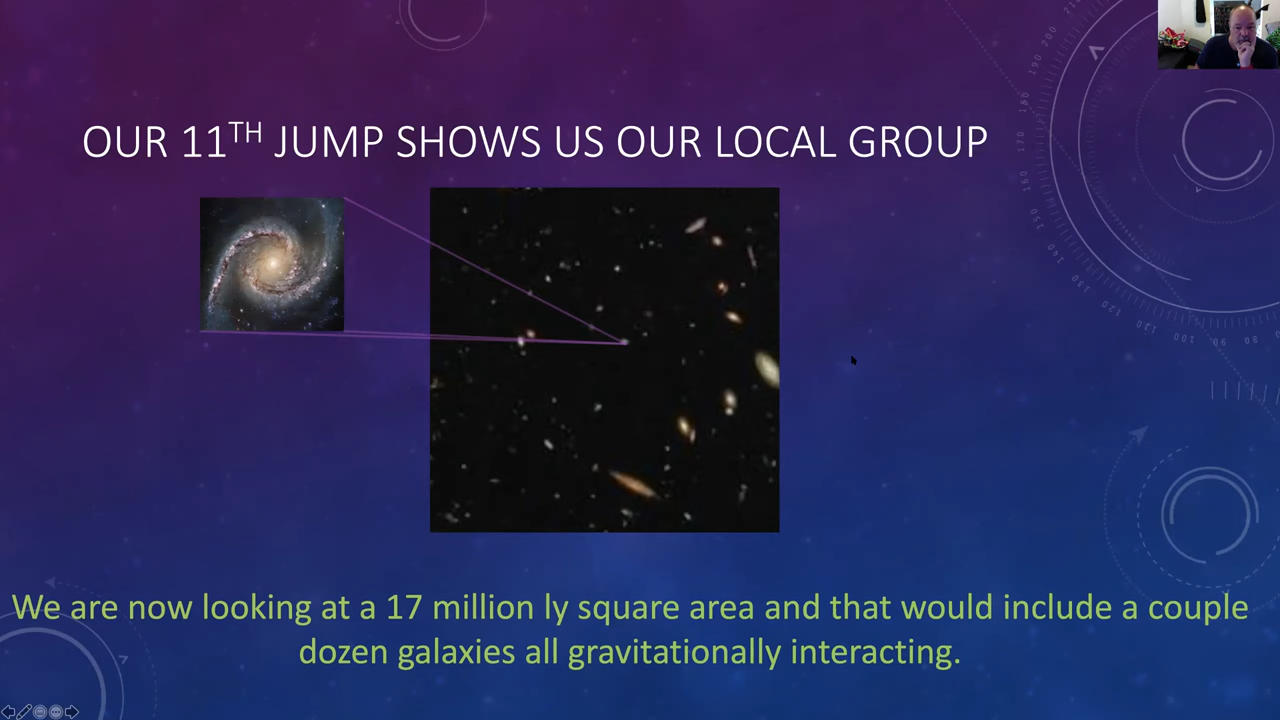 OUR 11TH JUMP SHOWS US OUR LOCAL GROUP
We are now looking at a 17 million ly square area and that would include a couple
dozen galaxies all gravitationally interacting.